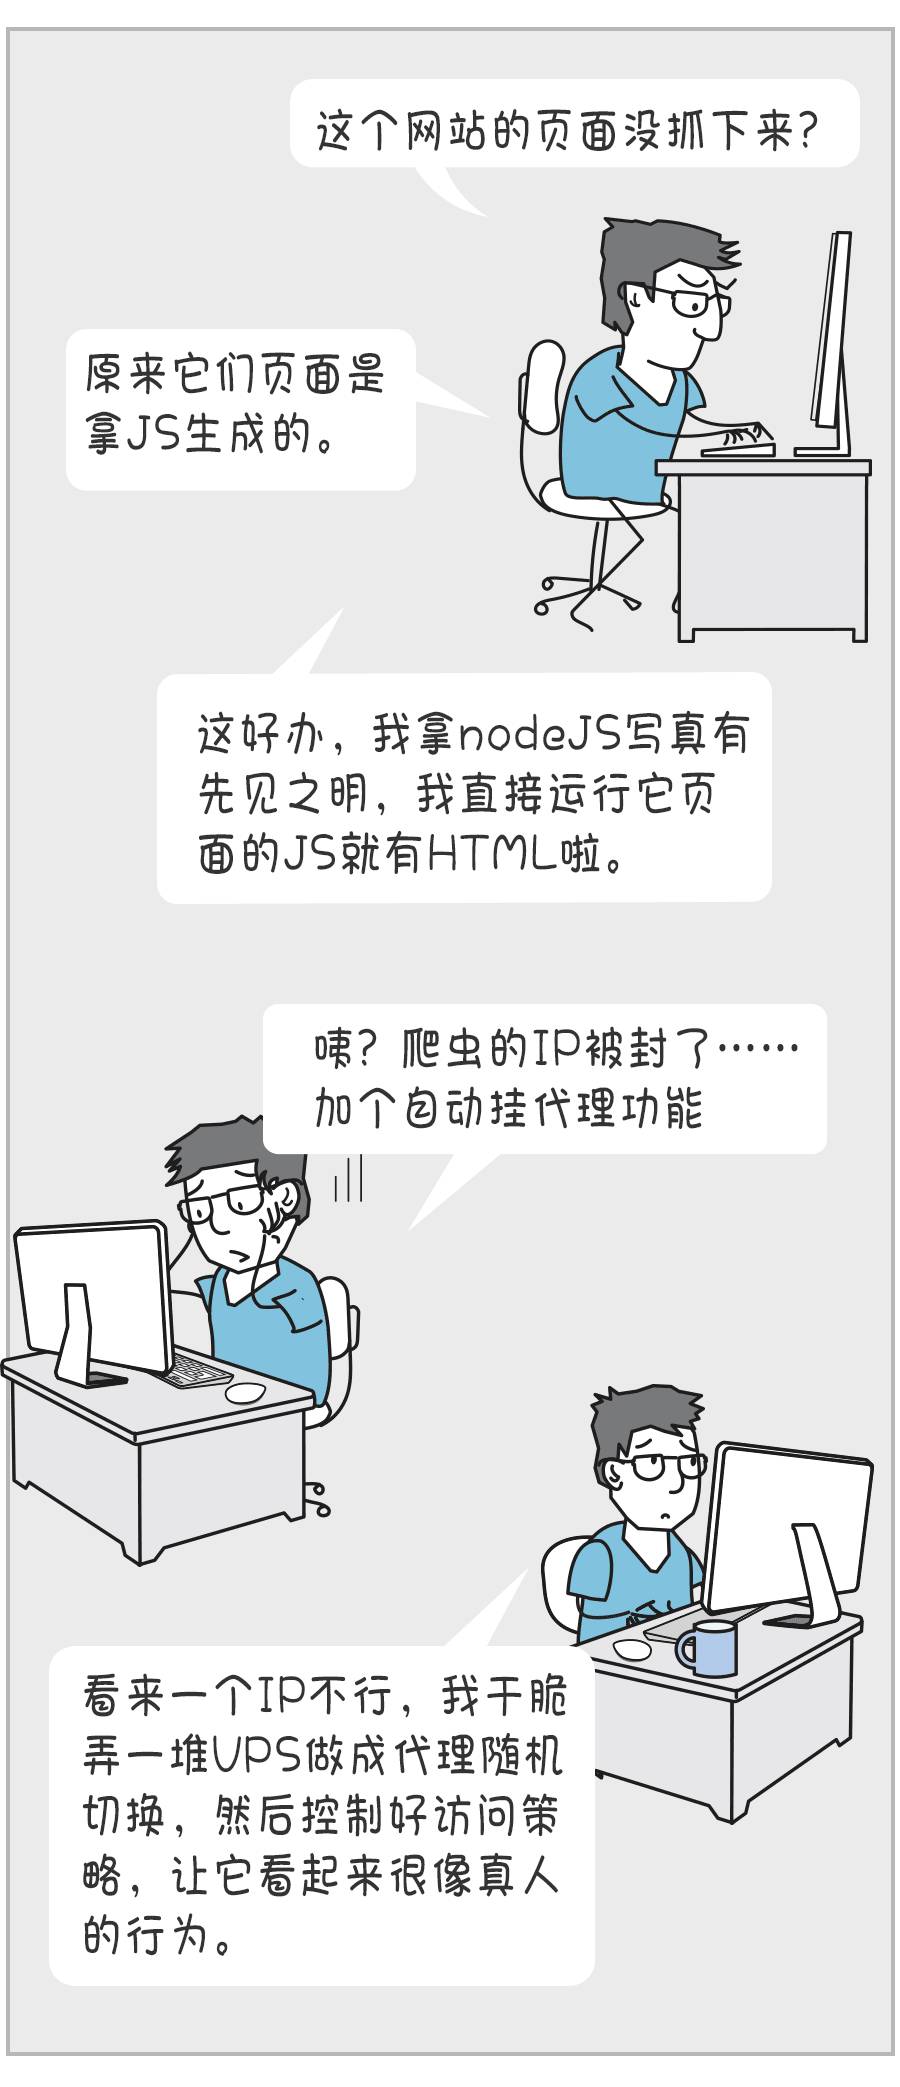 这个网站的页面没抓下来？
原来它们页面是
拿JS生成的。
这好办，我拿nodeJS写真有
先见之明，我直接运行它页
面的JS就有HTML啦。
咦？爬虫的IP被封了……
加个自动挂代理功能
看来一个IP不行，我干脆
弄一堆VPS做成代理随机
切换，然后控制好访问策
略，让它看起来很像真人
的行为。